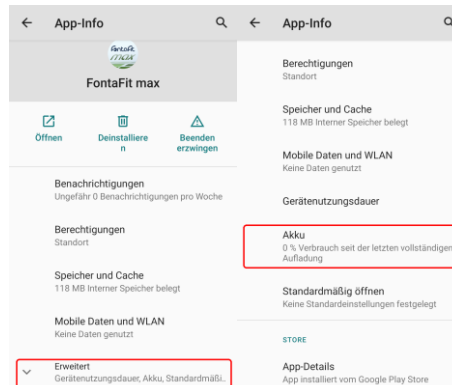 App-Info
FontaFit
max
FontaFit max
Öffnen
Deinstalliere
n
Beenden
erzwingen
Benachrichtigungen
Ungefähr 0 Benachrichtigungen pro Woche
Berechtigungen
Standort
Speicher und Cache
118 MB Interner Speicher belegt
Mobile Daten und WLAN
Keine Daten genutzt
Erweitert
Gerätenutzungsdauer, Akku, Standardmäßi..
App-Info
Berechtigungen
Standort
Speicher und Cache
118 MB Interner Speicher belegt
Mobile Daten und WLAN
Keine Daten genutzt
Gerätenutzungsdauer
Akku
0 % Verbrauch seit der letzten vollständigen
Aufladung
Standardmäßig öffnen
Keine Standardeinstellungen festgelegt
STORE
App-Details
App installiert vom Google Play Store